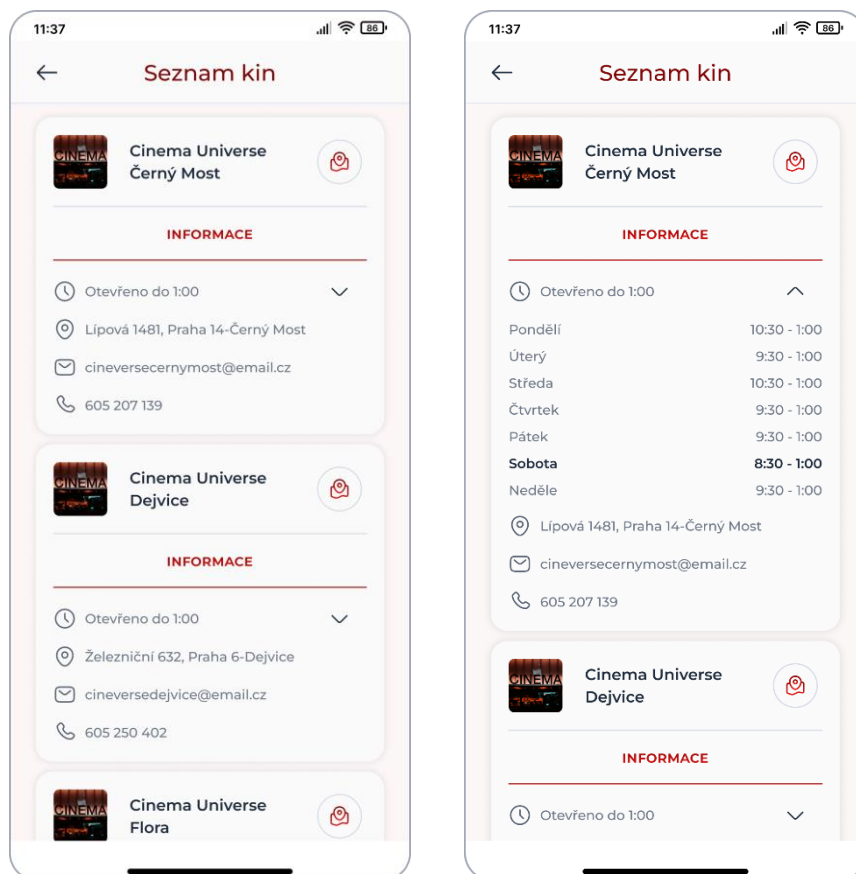 11:37
86
Seznam kin
CINEMA
Cinema Universe
Černý Most
INFORMACE
Otevřeno do 1:00
Lípová 1481, Praha 14-Černý Most
cineversecernymost@email.cz
605 207 139
CINEMA
Cinema Universe
Dejvice
INFORMACE
Otevřeno do 1:00
Železniční 632, Praha 6-Dejvice
cineversedejvice@email.cz
605 250 402
CINEMA
Cinema Universe
Flora
11:37
86
Seznam kin
CINEMA
Cinema Universe
Černý Most
INFORMACE
Otevřeno do 1:00
Pondělí 10:30 - 1:00
Úterý 9:30 - 1:00
Středa 10:30 - 1:00
Čtvrtek 9:30 - 1:00
Pátek 9:30 - 1:00
Sobota 8:30 - 1:00
Neděle 9:30 - 1:00
Lípová 1481, Praha 14-Černý Most
cineversecernymost@email.cz
605 207 139
CINEMA
Cinema Universe
Dejvice
INFORMACE
Otevřeno do 1:00